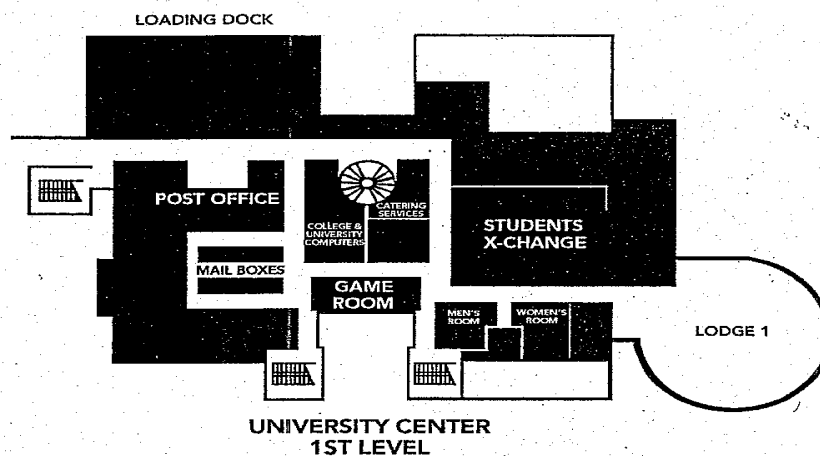 LOADING DOCK
POST OFFICE
CATERING
SERVICES
COLLEGE &
UNIVERSITY
COMPUTERS
STUDENTS
X-CHANGE
MAIL BOXES
GAME
ROOM
MEN'S
ROOM
WOMEN'S
ROOM
LODGE 1
UNIVERSITY CENTER
1ST LEVEL